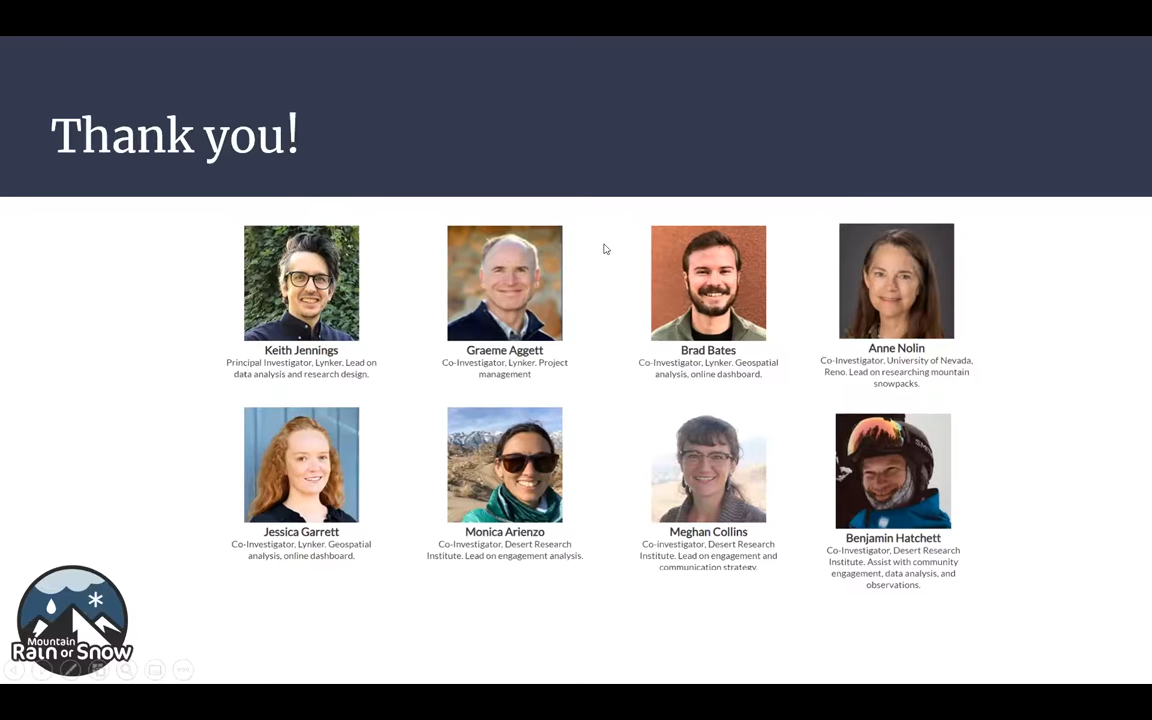 Thank you!
Keith Jennings
Principal Investigator, Lynker. Lead on
data analysis and research design.
Graeme Aggett
Co-Investigator, Lynker. Project
management
Brad Bates
Co-Investigator, Lynker. Geospatial
analysis, online dashboard.
Anne Nolin
Co-Investigator, University of Nevada,
Reno. Lead on researching mountain
snowpacks.
Jessica Garrett
Co-Investigator, Lynker. Geospatial
analysis, online dashboard.
Monica Arienzo
Co-Investigator, Desert Research
Institute. Lead on engagement analysis.
Meghan Collins
Co-investigator, Desert Research
Institute. Lead on engagement and
communication strategy.
Benjamin Hatchett
Co-Investigator, Desert Research
Institute. Assist with community
engagement, data analysis, and
observations.
Mountain
Rain or Snow